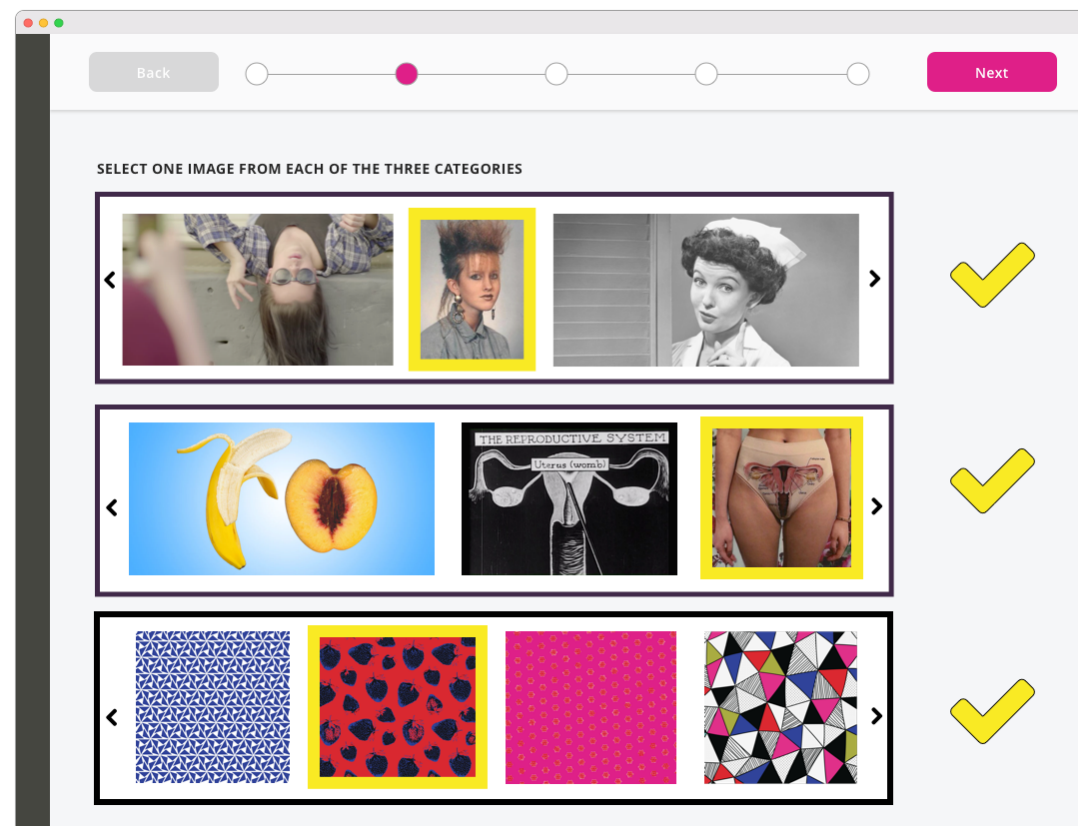 Back
Next
SELECT ONE IMAGE FROM EACH OF THE THREE CATEGORIES
THE REPRODUCTIVE SYSTEM
Uterus (womb)